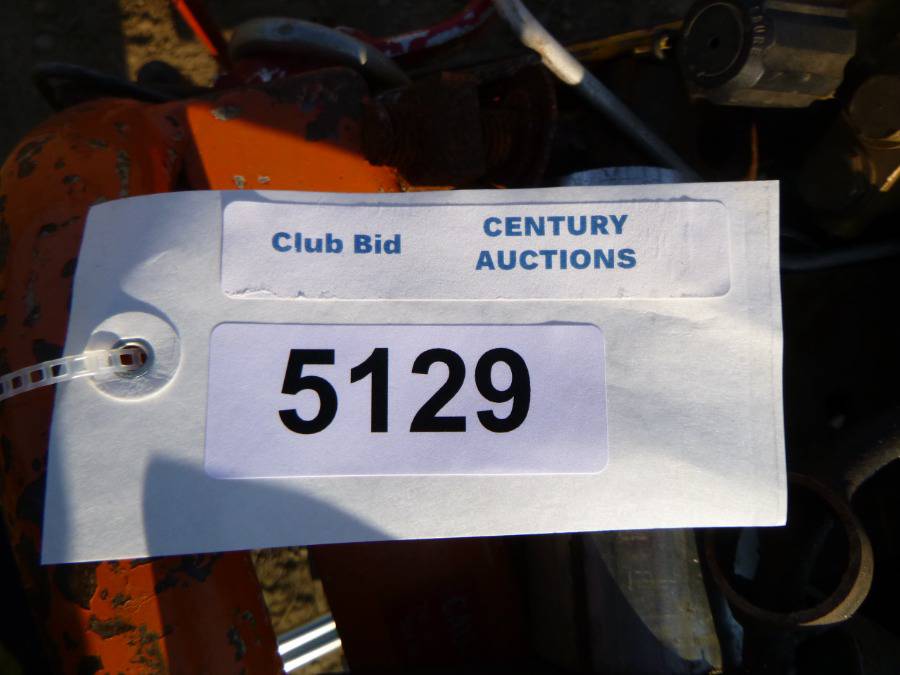 Club Bid
CENTURY
AUCTIONS
5129